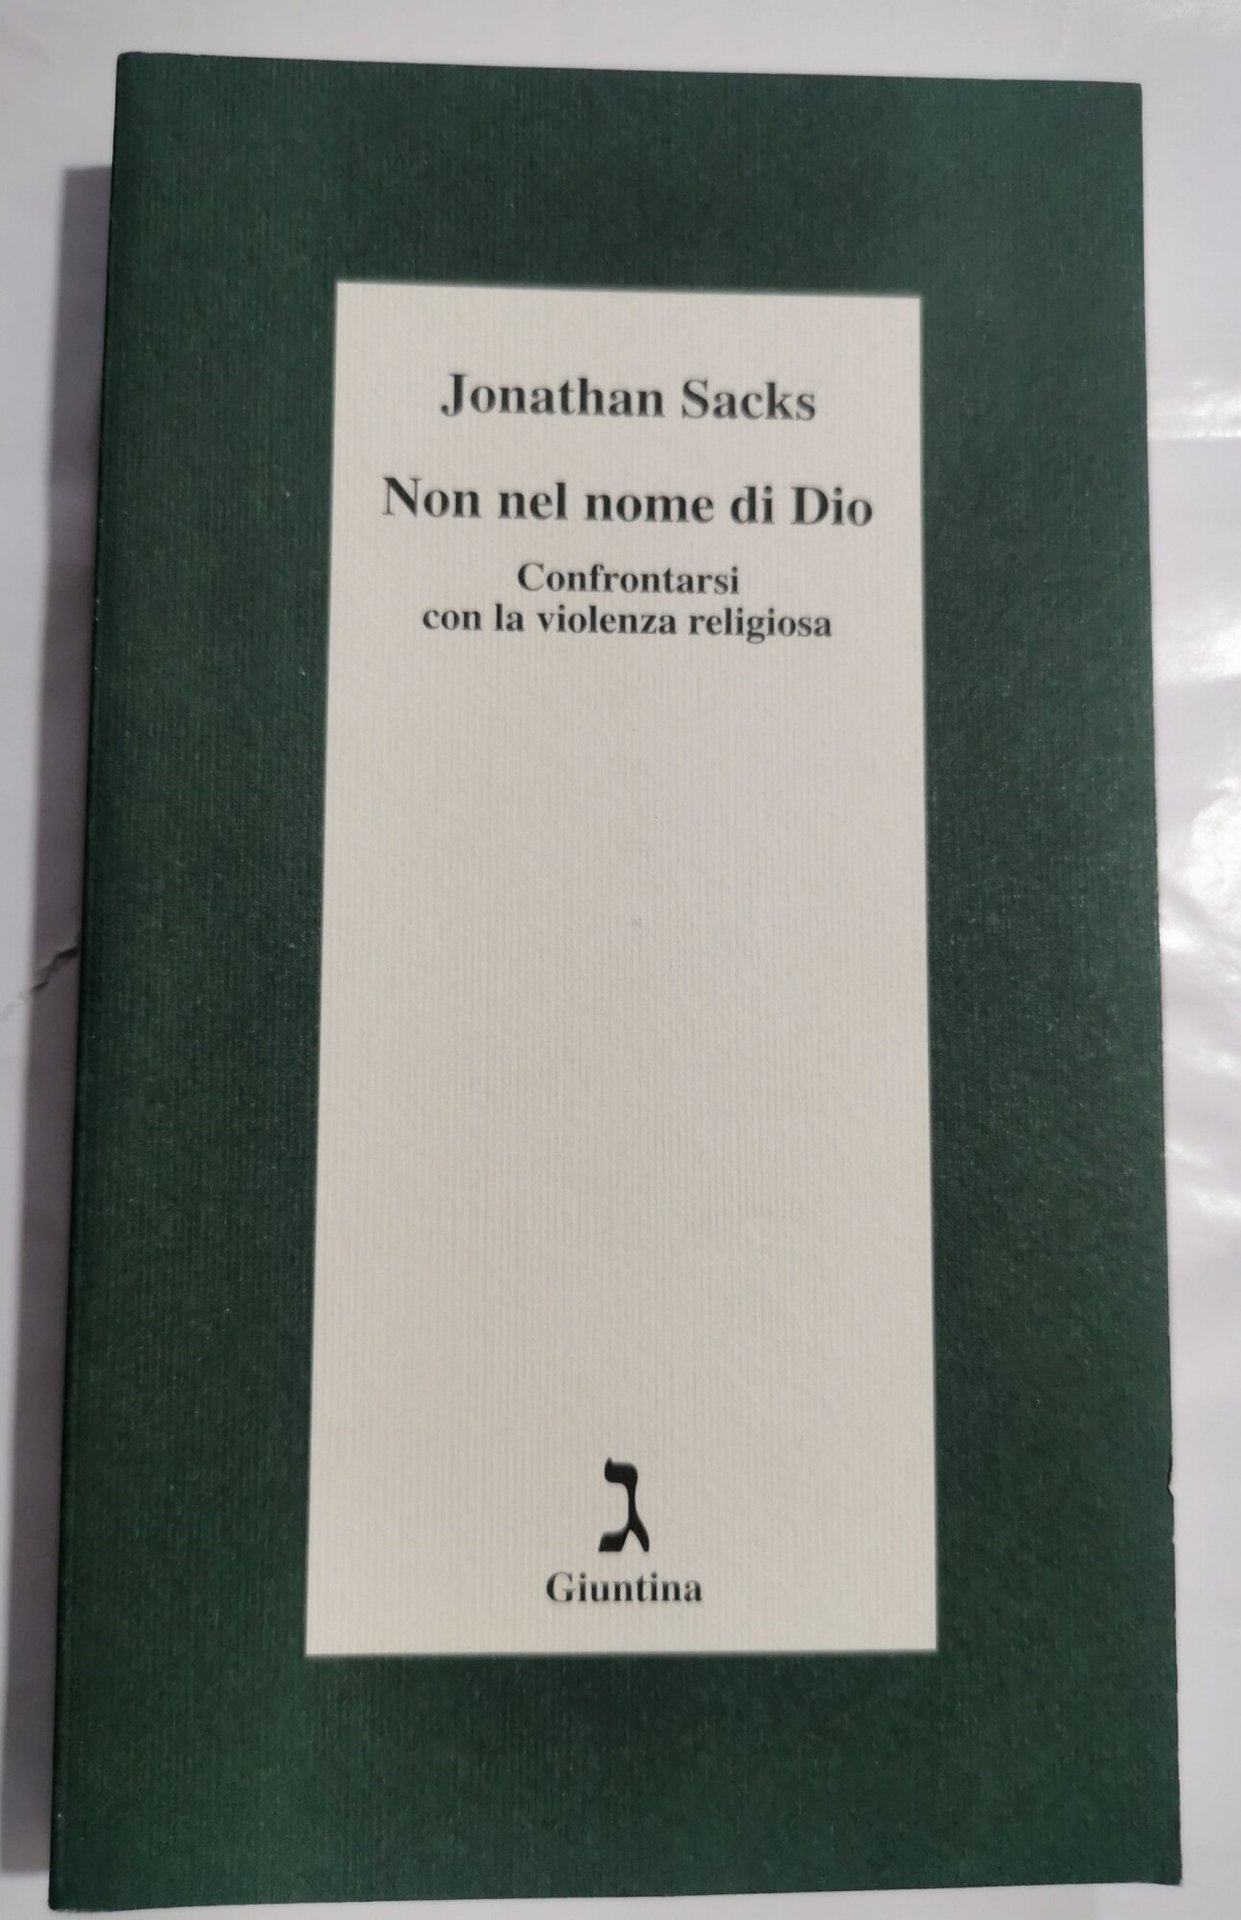 Jonathan Sacks
Non nel nome di Dio
Confrontarsi
con la violenza religiosa
ג
Giuntina